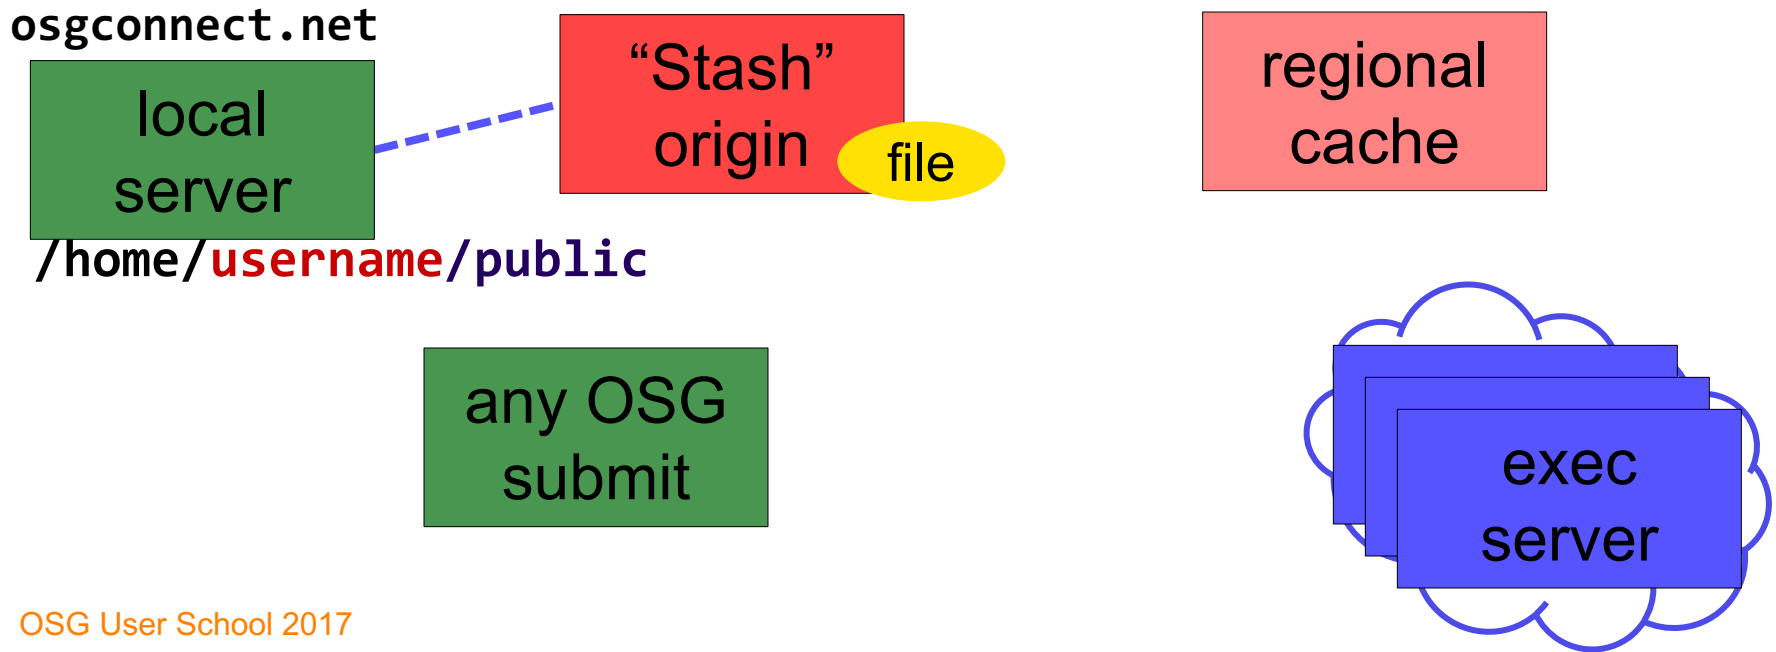 osgconnect.net
local
server
“Stash”
origin
file
regional
cache
/home/username/public
any OSG
submit
exec
server
OSG User School 2017